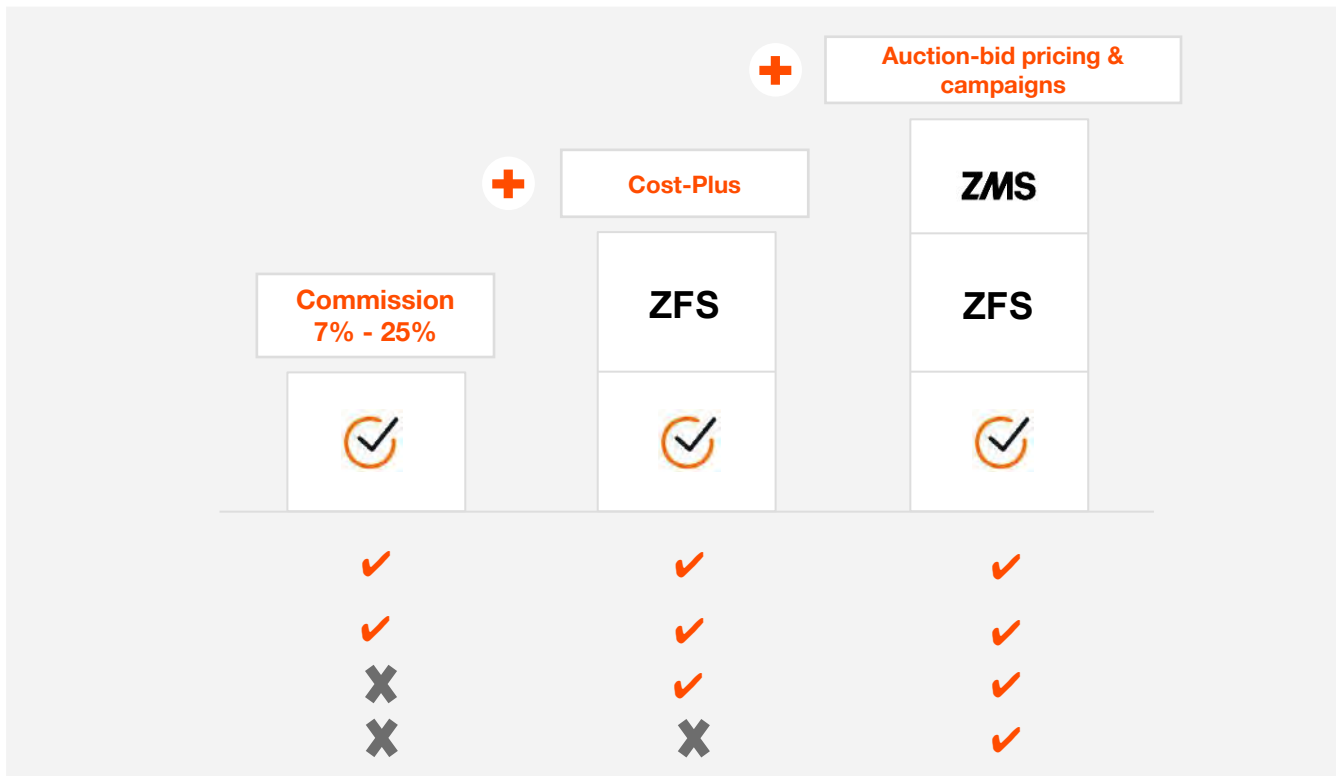 Auction-bid pricing &
campaigns
Cost-Plus
ZMS
Commission
7% - 25%
ZFS
ZFS